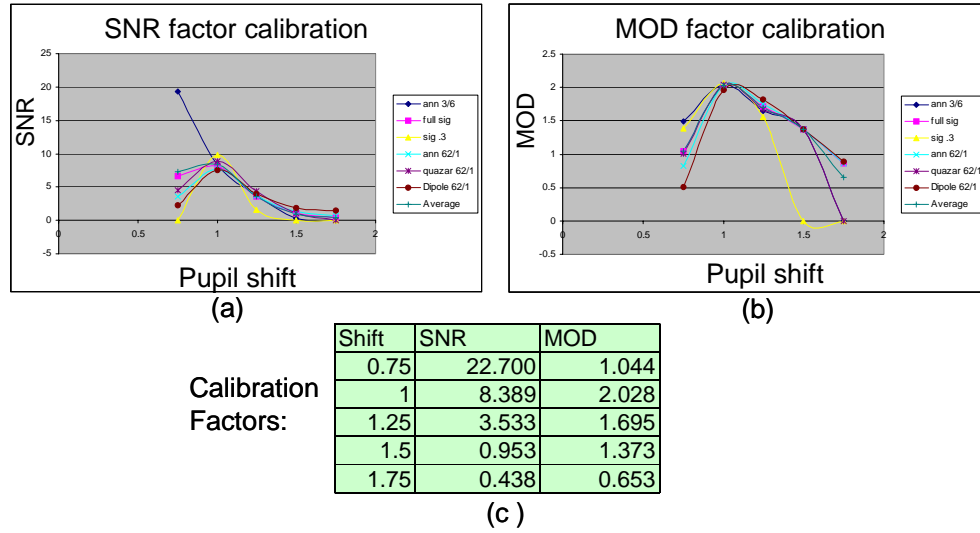 SNR factor calibration
25
20
15
10
5
0
-5
0
0.5
1
1.5
2
SNR
Pupil shift
ann 3/6
full sig
sig .3
ann 62/1
quazar 62/1
Dipole 62/1
Average
(a)
MOD factor calibration
2.5
2
1.5
1
0.5
0
-0.5
0
0.5
1
1.5
2
MOD
Pupil shift
ann 3/6
full sig
sig .3
ann 62/1
quazar 62/1
Dipole 62/1
Average
(b)
Calibration
Factors:
Shift SNR MOD
0.75 22.700 1.044
1 8.389 2.028
1.25 3.533 1.695
1.5 0.953 1.373
1.75 0.438 0.653
(c )